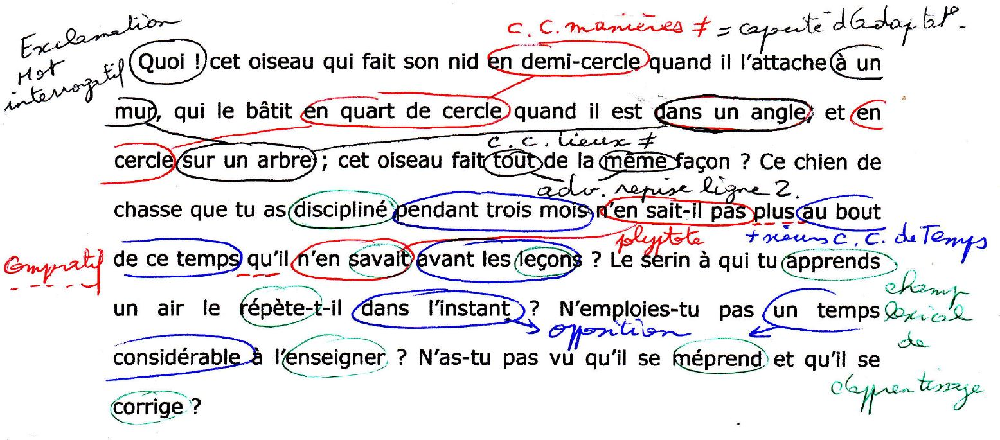 c. c. manières ≠ = capacité d'adaptat°.
Exclamation
Mot
interrogatif
Quoi ! cet oiseau qui fait son nid en demi-cercle quand il l'attache à un
mur, qui le bâtit en quart de cercle quand il est dans un angle, et en
c. c. lieux ≠
cercle sur un arbre ; cet oiseau fait tout de la même façon ? Ce chien de
adv. reprise ligne 2.
chasse que tu as discipliné pendant trois mois n'en sait-il pas plus au bout
plyptote
+sieurs c. c. de Temps
Compratif
de ce temps qu'il n'en savait avant les leçons ? Le serin à qui tu apprends
un air le répète-t-il dans l'instant ? N'emploies-tu pas un temps
opposition
champ
lexical
de
considérable à l'enseigner ? N'as-tu pas vu qu'il se méprend et qu'il se
d'apprentissage
corrige ?